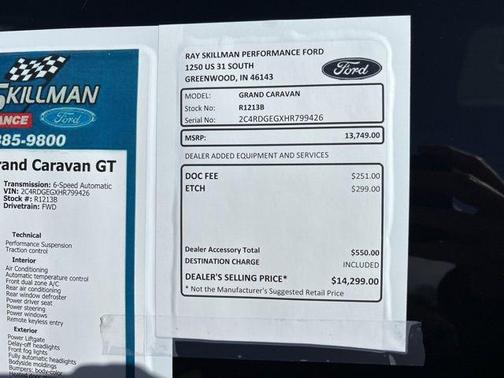 SKILLMAN
Ford
885-9800
Grand Caravan GT
Transmission: 6-Speed Automatic
VIN: 2C4RDGEGXHR799426
Stock #: R1213B
Drivetrain: FWD
Technical
Performance Suspension
Traction control
Interior
Air Conditioning
Automatic temperature control
Front dual zone A/C
Rear air conditioning
Rear window defroster
Power driver seat
Power steering
Power windows
Remote keyless entry
Exterior
Power Liftgate
Delay-off headlights
Front fog lights
Fully automatic headlights
Bodyside moldings
Bumpers: body-color
Heated door
RAY SKILLMAN PERFORMANCE FORD
1250 US 31 SOUTH
GREENWOOD, IN 46143
Ford
MODEL: GRAND CARAVAN
Stock No: R1213B
Serial No: 2C4RDGEGXHR799426
MSRP: 13,749.00
DEALER ADDED EQUIPMENT AND SERVICES
DOC FEE $251.00
ETCH $299.00
Dealer Accessory Total $550.00
DESTINATION CHARGE INCLUDED
DEALER'S SELLING PRICE* $14,299.00
* Not the Manufacturer's Suggested Retail Price